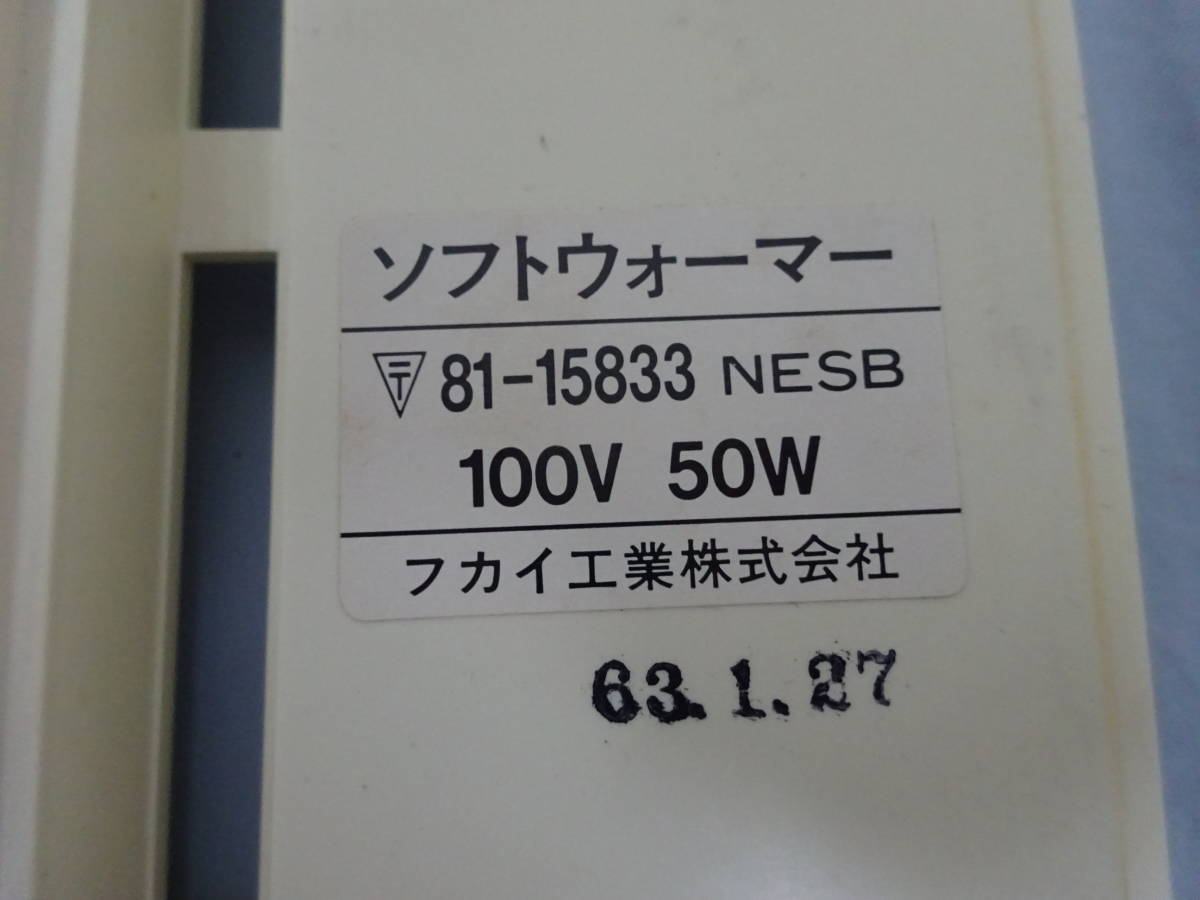 ソフトウォーマー
〒 81-15833 NESB
100V 50W
フカイ工業株式会社
63.1.27